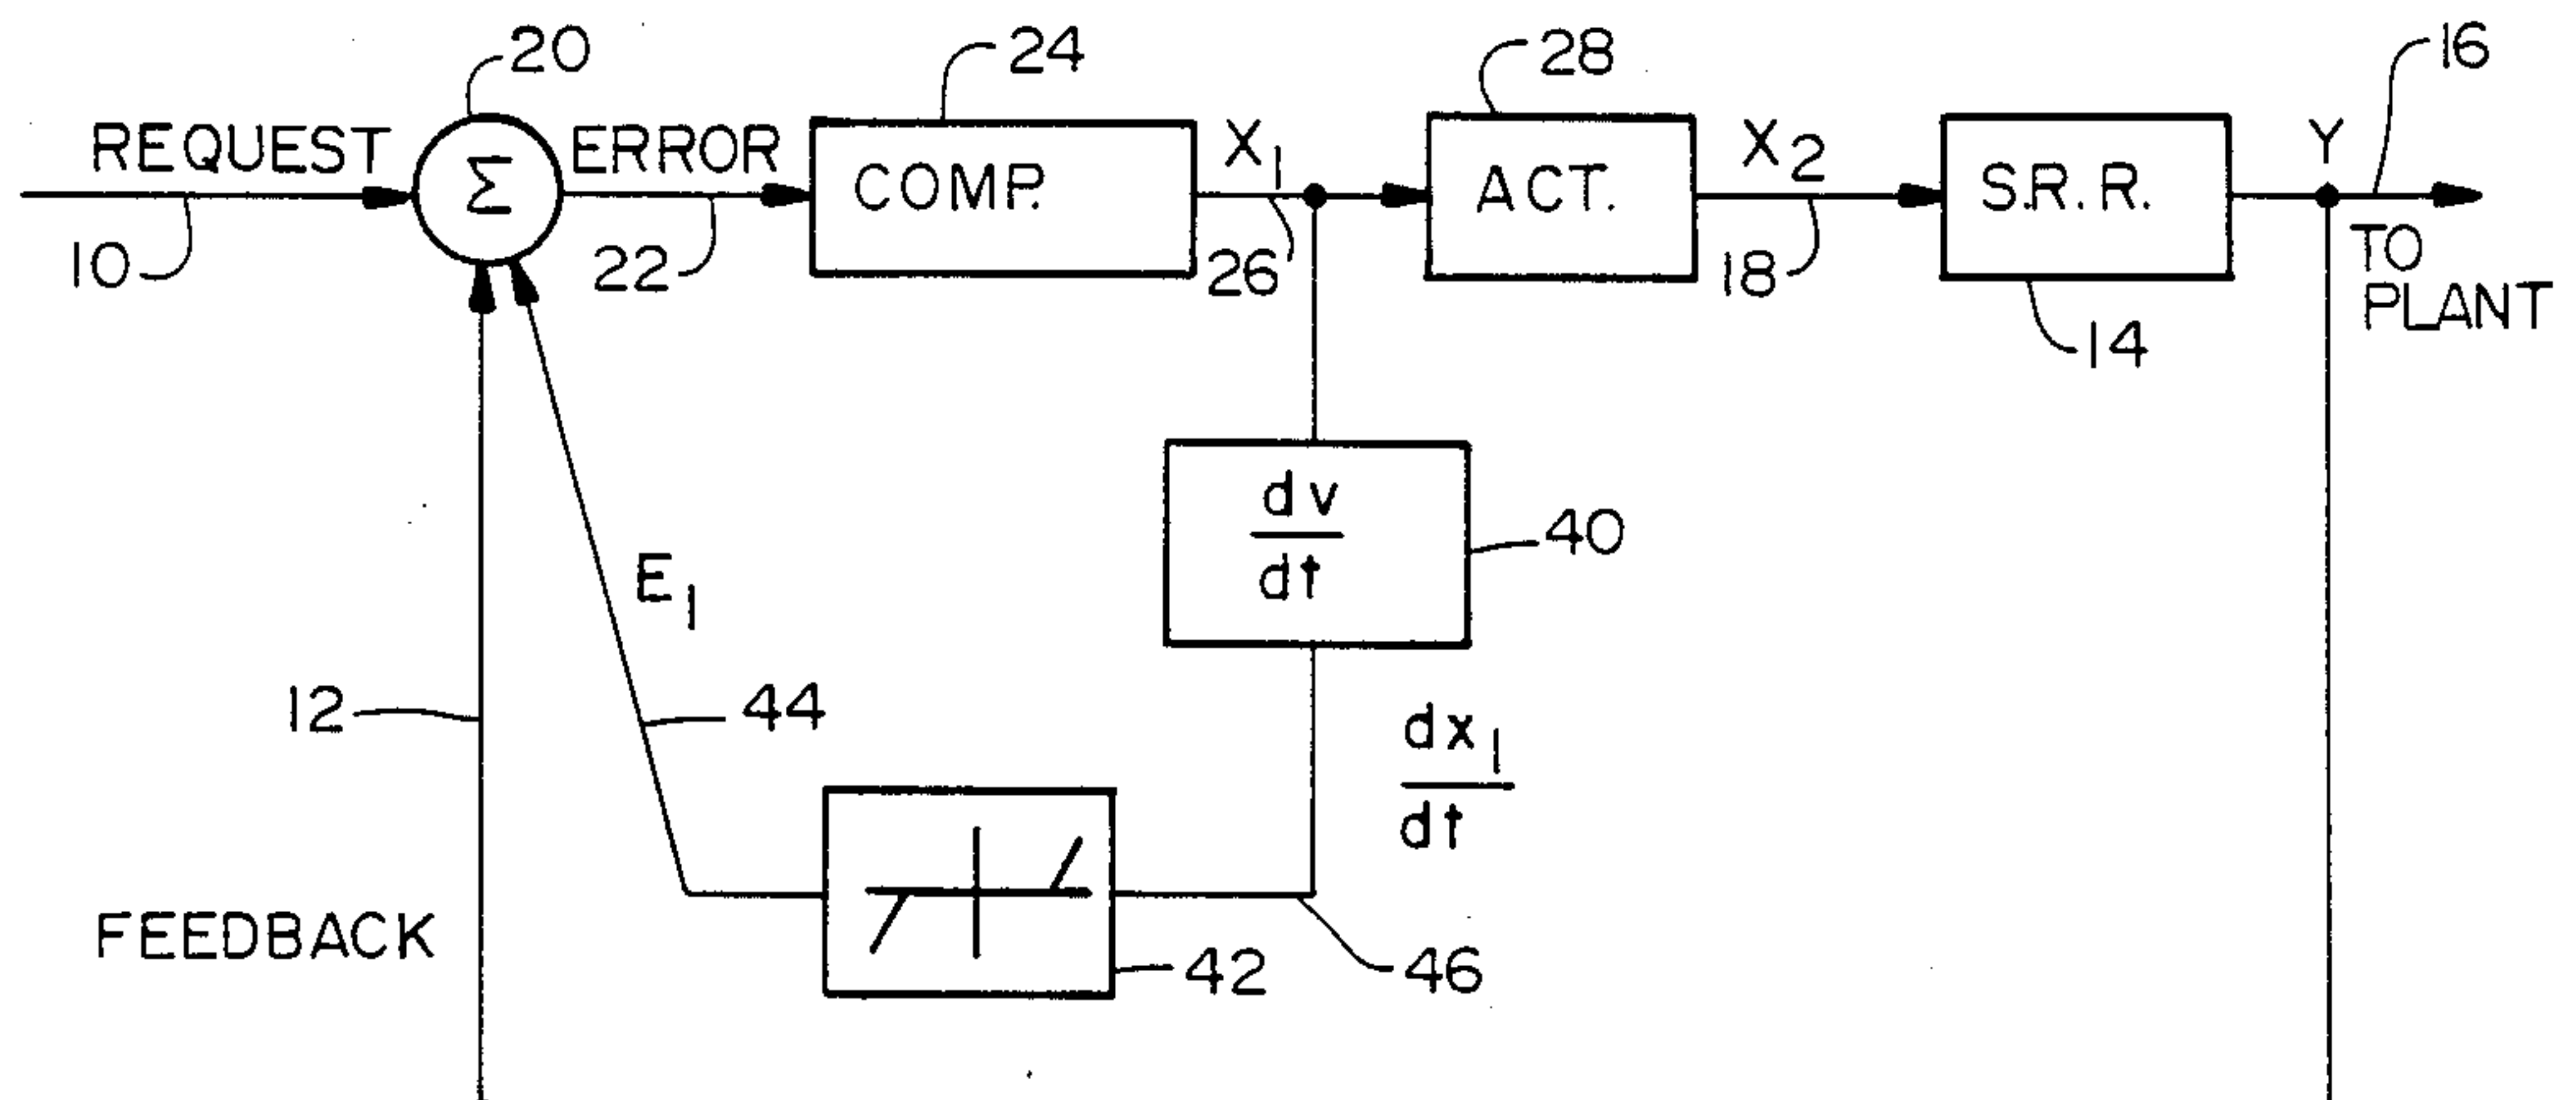 20
24
28
16
REQUEST
Σ
ERROR
COMP.
X1
ACT.
X2
S.R.R.
Y
10
22
26
18
TO
PLANT
14
dv
dt
40
E1
12
44
dx1
dt
FEEDBACK
42
46